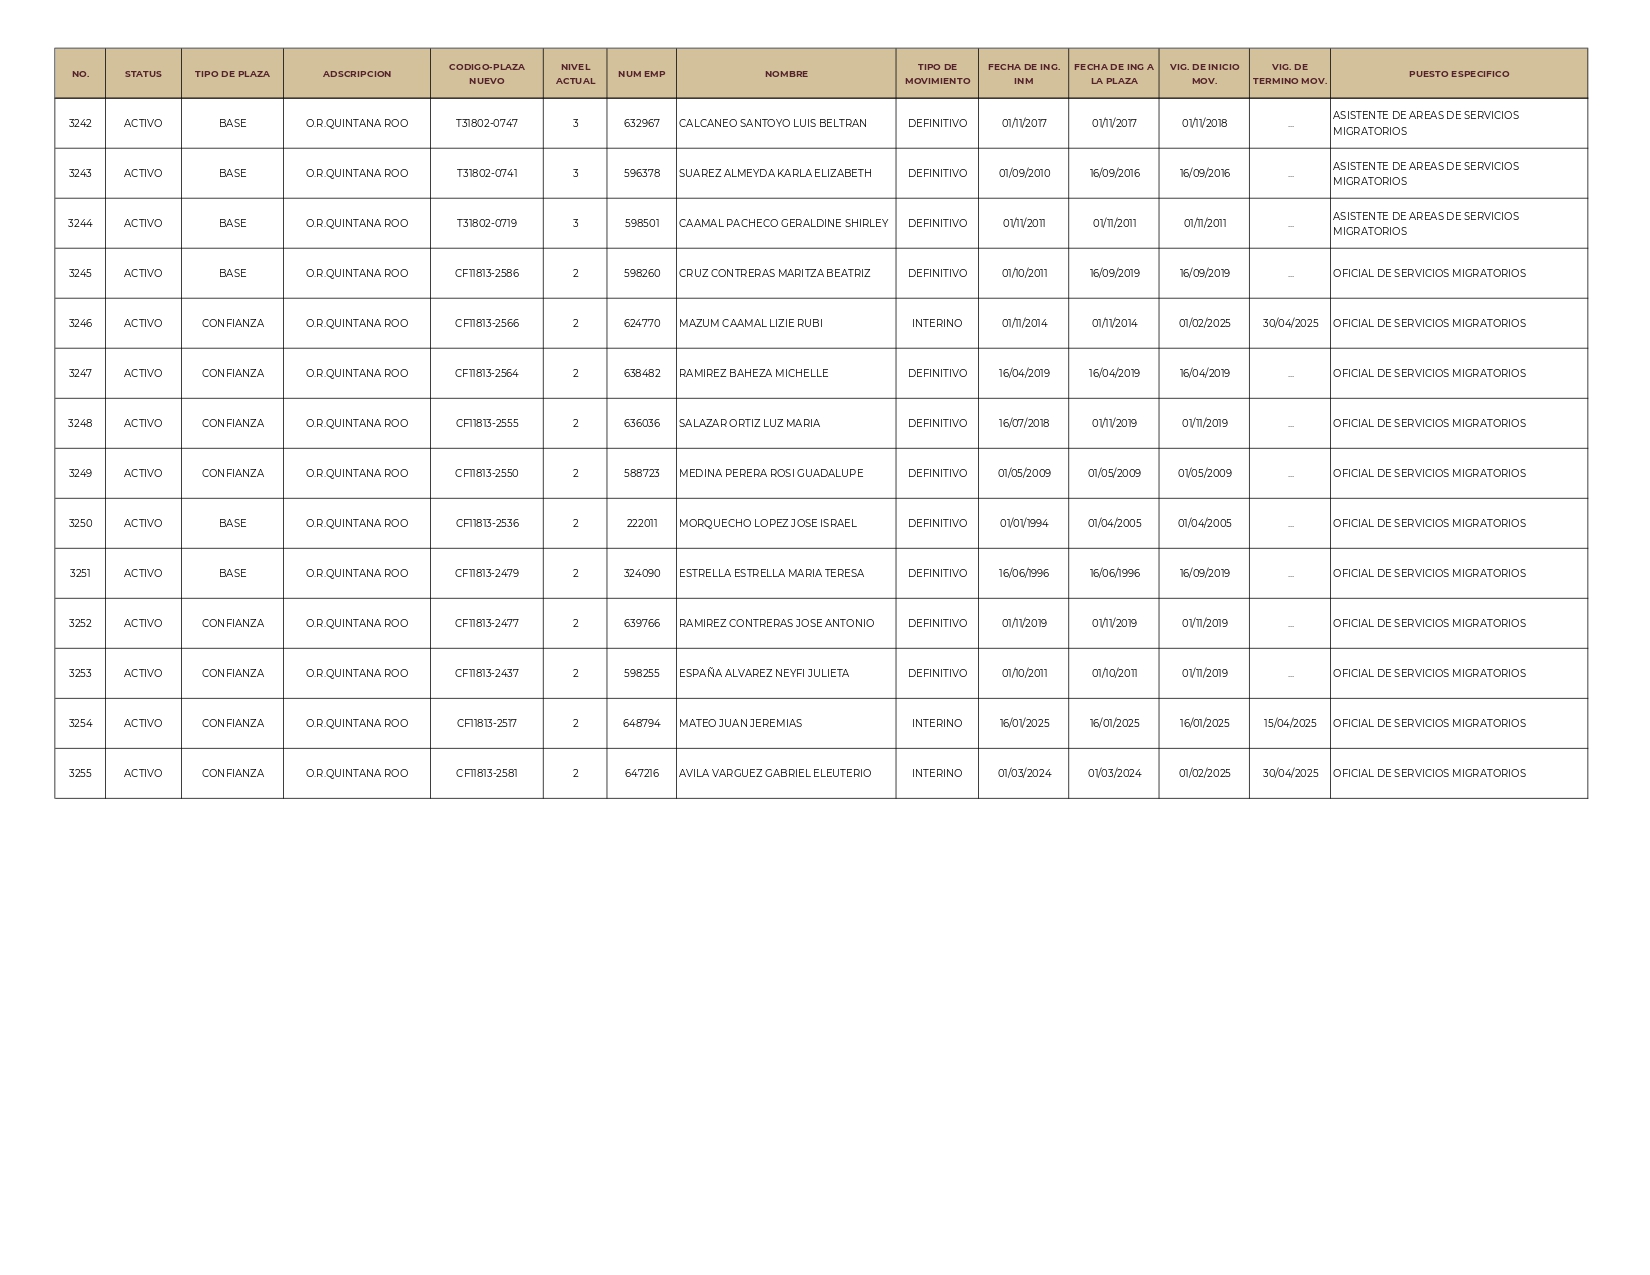 NO. STATUS TIPO DE PLAZA ADSCRIPCION CODIGO-PLAZA NUEVO NIVEL ACTUAL NUM EMP NOMBRE TIPO DE MOVIMIENTO FECHA DE ING. INM FECHA DE ING A LA PLAZA VIG. DE INICIO MOV. VIG. DE TERMINO MOV. PUESTO ESPECIFICO
3242 ACTIVO BASE O.R.QUINTANA ROO T31802-0747 3 632967 CALCANEO SANTOYO LUIS BELTRAN DEFINITIVO 01/11/2017 01/11/2017 01/11/2018 ... ASISTENTE DE AREAS DE SERVICIOS MIGRATORIOS
3243 ACTIVO BASE O.R.QUINTANA ROO T31802-0741 3 596378 SUAREZ ALMEYDA KARLA ELIZABETH DEFINITIVO 01/09/2010 16/09/2016 16/09/2016 ... ASISTENTE DE AREAS DE SERVICIOS MIGRATORIOS
3244 ACTIVO BASE O.R.QUINTANA ROO T31802-0719 3 598501 CAAMAL PACHECO GERALDINE SHIRLEY DEFINITIVO 01/11/2011 01/11/2011 01/11/2011 ... ASISTENTE DE AREAS DE SERVICIOS MIGRATORIOS
3245 ACTIVO BASE O.R.QUINTANA ROO CF11813-2586 2 598260 CRUZ CONTRERAS MARITZA BEATRIZ DEFINITIVO 01/10/2011 16/09/2019 16/09/2019 ... OFICIAL DE SERVICIOS MIGRATORIOS
3246 ACTIVO CONFIANZA O.R.QUINTANA ROO CF11813-2566 2 624770 MAZUM CAAMAL LIZIE RUBI INTERINO 01/11/2014 01/11/2014 01/02/2025 30/04/2025 OFICIAL DE SERVICIOS MIGRATORIOS
3247 ACTIVO CONFIANZA O.R.QUINTANA ROO CF11813-2564 2 638482 RAMIREZ BAHEZA MICHELLE DEFINITIVO 16/04/2019 16/04/2019 16/04/2019 ... OFICIAL DE SERVICIOS MIGRATORIOS
3248 ACTIVO CONFIANZA O.R.QUINTANA ROO CF11813-2555 2 636036 SALAZAR ORTIZ LUZ MARIA DEFINITIVO 16/07/2018 01/11/2019 01/11/2019 ... OFICIAL DE SERVICIOS MIGRATORIOS
3249 ACTIVO CONFIANZA O.R.QUINTANA ROO CF11813-2550 2 588723 MEDINA PERERA ROSI GUADALUPE DEFINITIVO 01/05/2009 01/05/2009 01/05/2009 ... OFICIAL DE SERVICIOS MIGRATORIOS
3250 ACTIVO BASE O.R.QUINTANA ROO CF11813-2536 2 222011 MORQUECHO LOPEZ JOSE ISRAEL DEFINITIVO 01/01/1994 01/04/2005 01/04/2005 ... OFICIAL DE SERVICIOS MIGRATORIOS
3251 ACTIVO BASE O.R.QUINTANA ROO CF11813-2479 2 324090 ESTRELLA ESTRELLA MARIA TERESA DEFINITIVO 16/06/1996 16/06/1996 16/09/2019 ... OFICIAL DE SERVICIOS MIGRATORIOS
3252 ACTIVO CONFIANZA O.R.QUINTANA ROO CF11813-2477 2 639766 RAMIREZ CONTRERAS JOSE ANTONIO DEFINITIVO 01/11/2019 01/11/2019 01/11/2019 ... OFICIAL DE SERVICIOS MIGRATORIOS
3253 ACTIVO CONFIANZA O.R.QUINTANA ROO CF11813-2437 2 598255 ESPAÑA ALVAREZ NEYFI JULIETA DEFINITIVO 01/10/2011 01/10/2011 01/11/2019 ... OFICIAL DE SERVICIOS MIGRATORIOS
3254 ACTIVO CONFIANZA O.R.QUINTANA ROO CF11813-2517 2 648794 MATEO JUAN JEREMIAS INTERINO 16/01/2025 16/01/2025 16/01/2025 15/04/2025 OFICIAL DE SERVICIOS MIGRATORIOS
3255 ACTIVO CONFIANZA O.R.QUINTANA ROO CF11813-2581 2 647216 AVILA VARGUEZ GABRIEL ELEUTERIO INTERINO 01/03/2024 01/03/2024 01/02/2025 30/04/2025 OFICIAL DE SERVICIOS MIGRATORIOS